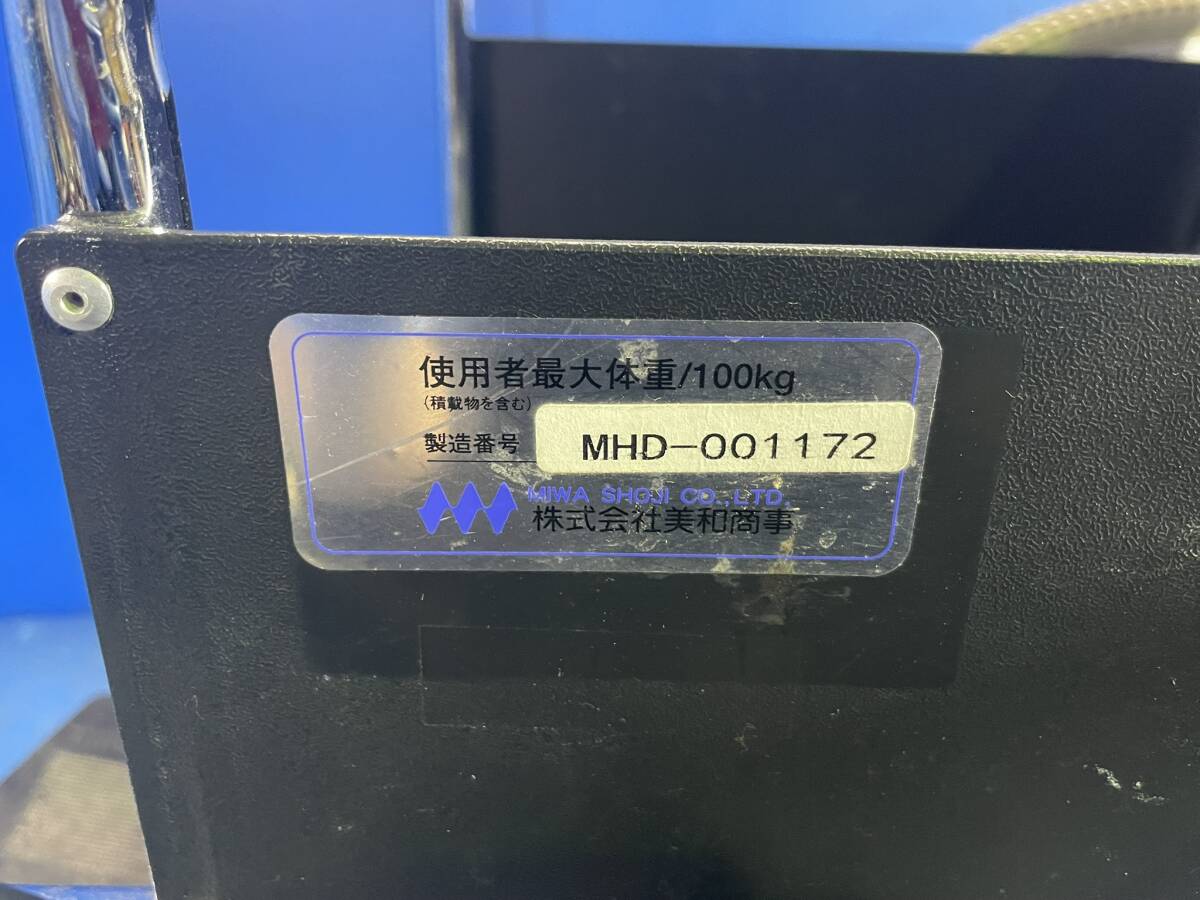 使用者最大体重/100kg
(積載物を含む)
製造番号 MHD-001172
MIWA SHOJI CO.,LTD.
株式会社美和商事